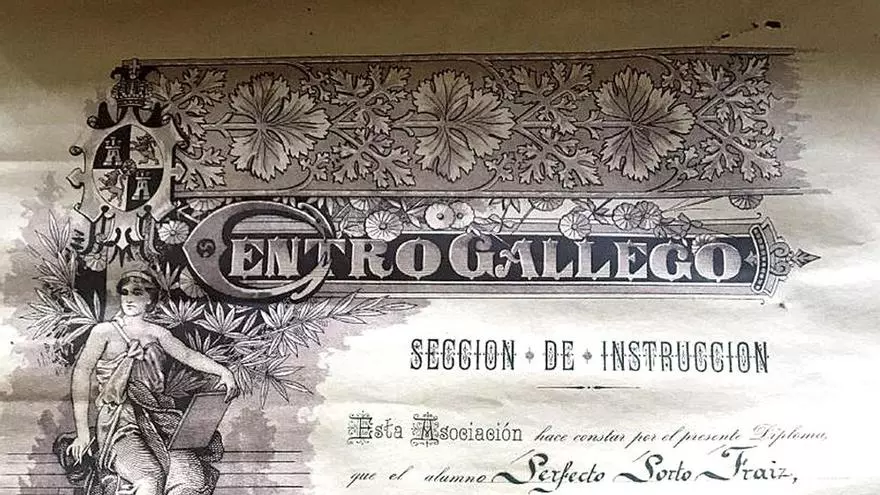 CENTRO GALLEGO
SECCION DE INSTRUCCION
Esta Asociación hace constar por el presente Diploma,
que el alumno Perfecto Porto Fraiz,